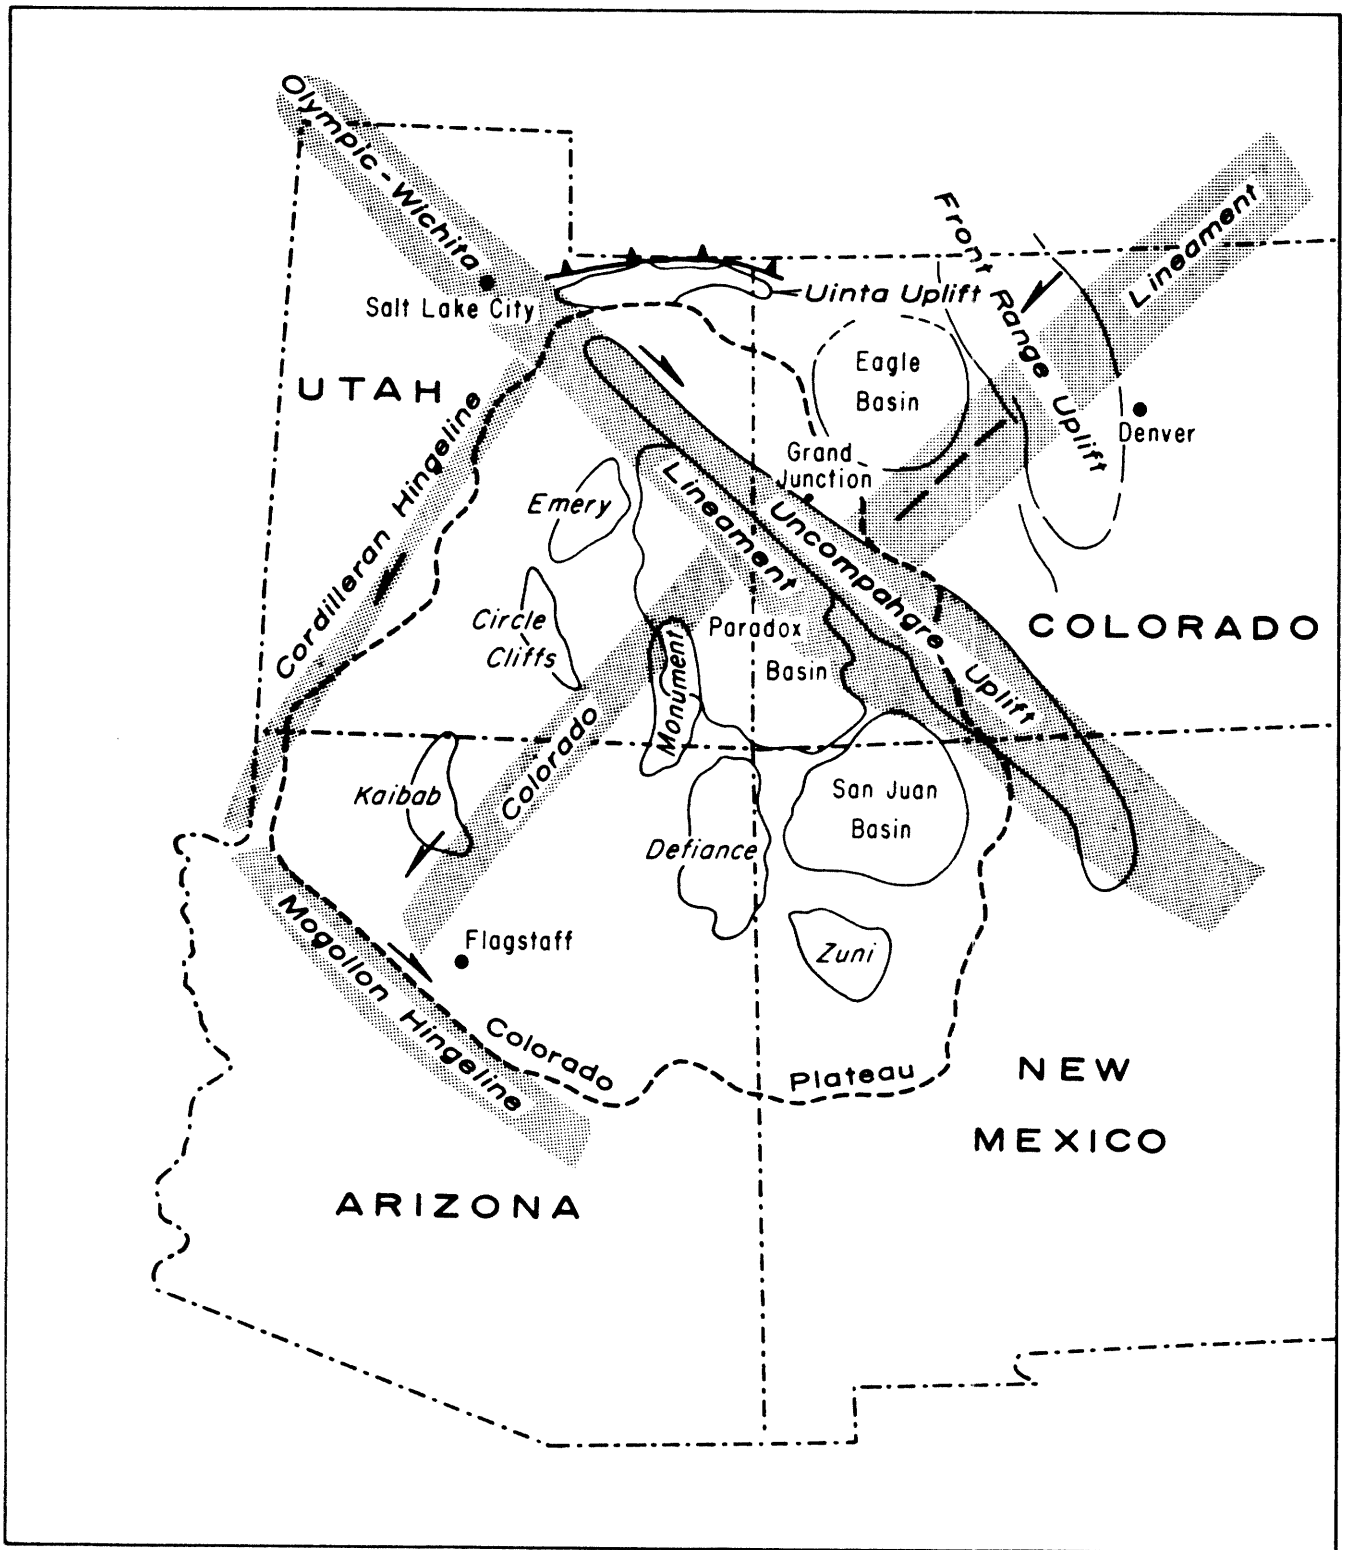 Olympic - Wichita
Lineament
Front Range Uplift
Lineament
Salt Lake City
Uinta Uplift
UTAH
Eagle
Basin
Denver
Cordilleran Hingeline
Grand
Junction
Emery
Uncompahgre Uplift
Circle
Cliffs
Paradox
Basin
COLORADO
Monument
Colorado
Kaibab
San Juan
Basin
Defiance
Mogollon Hingeline
Flagstaff
Zuni
Colorado
Plateau
NEW
MEXICO
ARIZONA